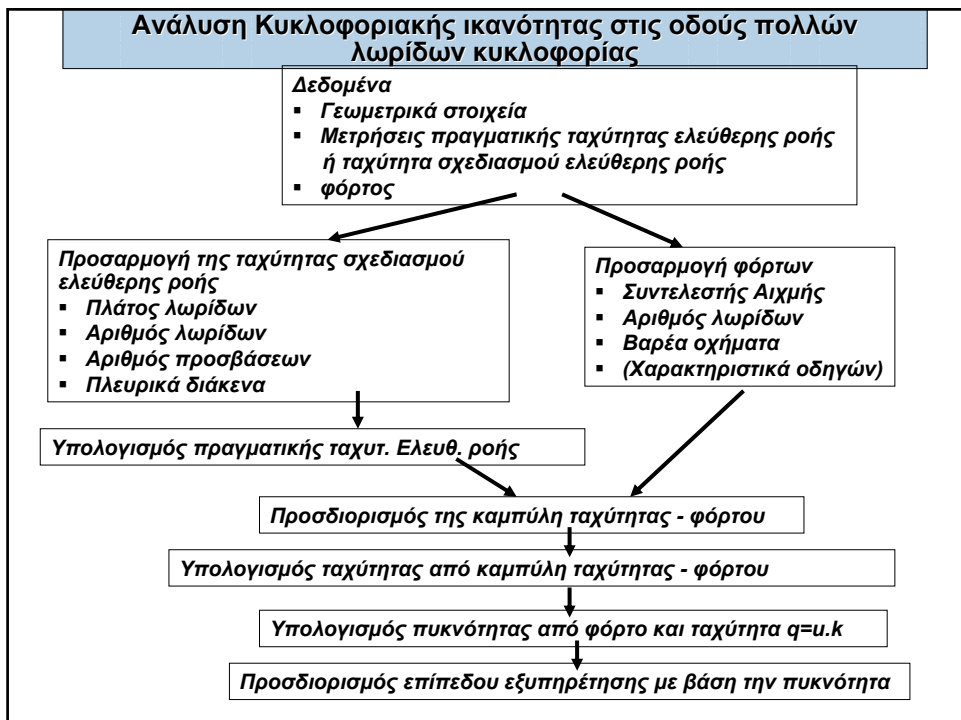 Ανάλυση Κυκλοφοριακής ικανότητας στις οδούς πολλών
λωρίδων κυκλοφορίας
Δεδομένα
▪ Γεωμετρικά στοιχεία
▪ Μετρήσεις πραγματικής ταχύτητας ελεύθερης ροής
ή ταχύτητα σχεδιασμού ελεύθερης ροής
▪ φόρτος
Προσαρμογή της ταχύτητας σχεδιασμού
ελεύθερης ροής
▪ Πλάτος λωρίδων
▪ Αριθμός λωρίδων
▪ Αριθμός προσβάσεων
▪ Πλευρικά διάκενα
Προσαρμογή φόρτων
▪ Συντελεστής Αιχμής
▪ Αριθμός λωρίδων
▪ Βαρέα οχήματα
▪ (Χαρακτηριστικά οδηγών)
Υπολογισμός πραγματικής ταχυτ. Ελευθ. ροής
Προσδιορισμός της καμπύλη ταχύτητας - φόρτου
Υπολογισμός ταχύτητας από καμπύλη ταχύτητας - φόρτου
Υπολογισμός πυκνότητας από φόρτο και ταχύτητα q=u.k
Προσδιορισμός επίπεδου εξυπηρέτησης με βάση την πυκνότητα